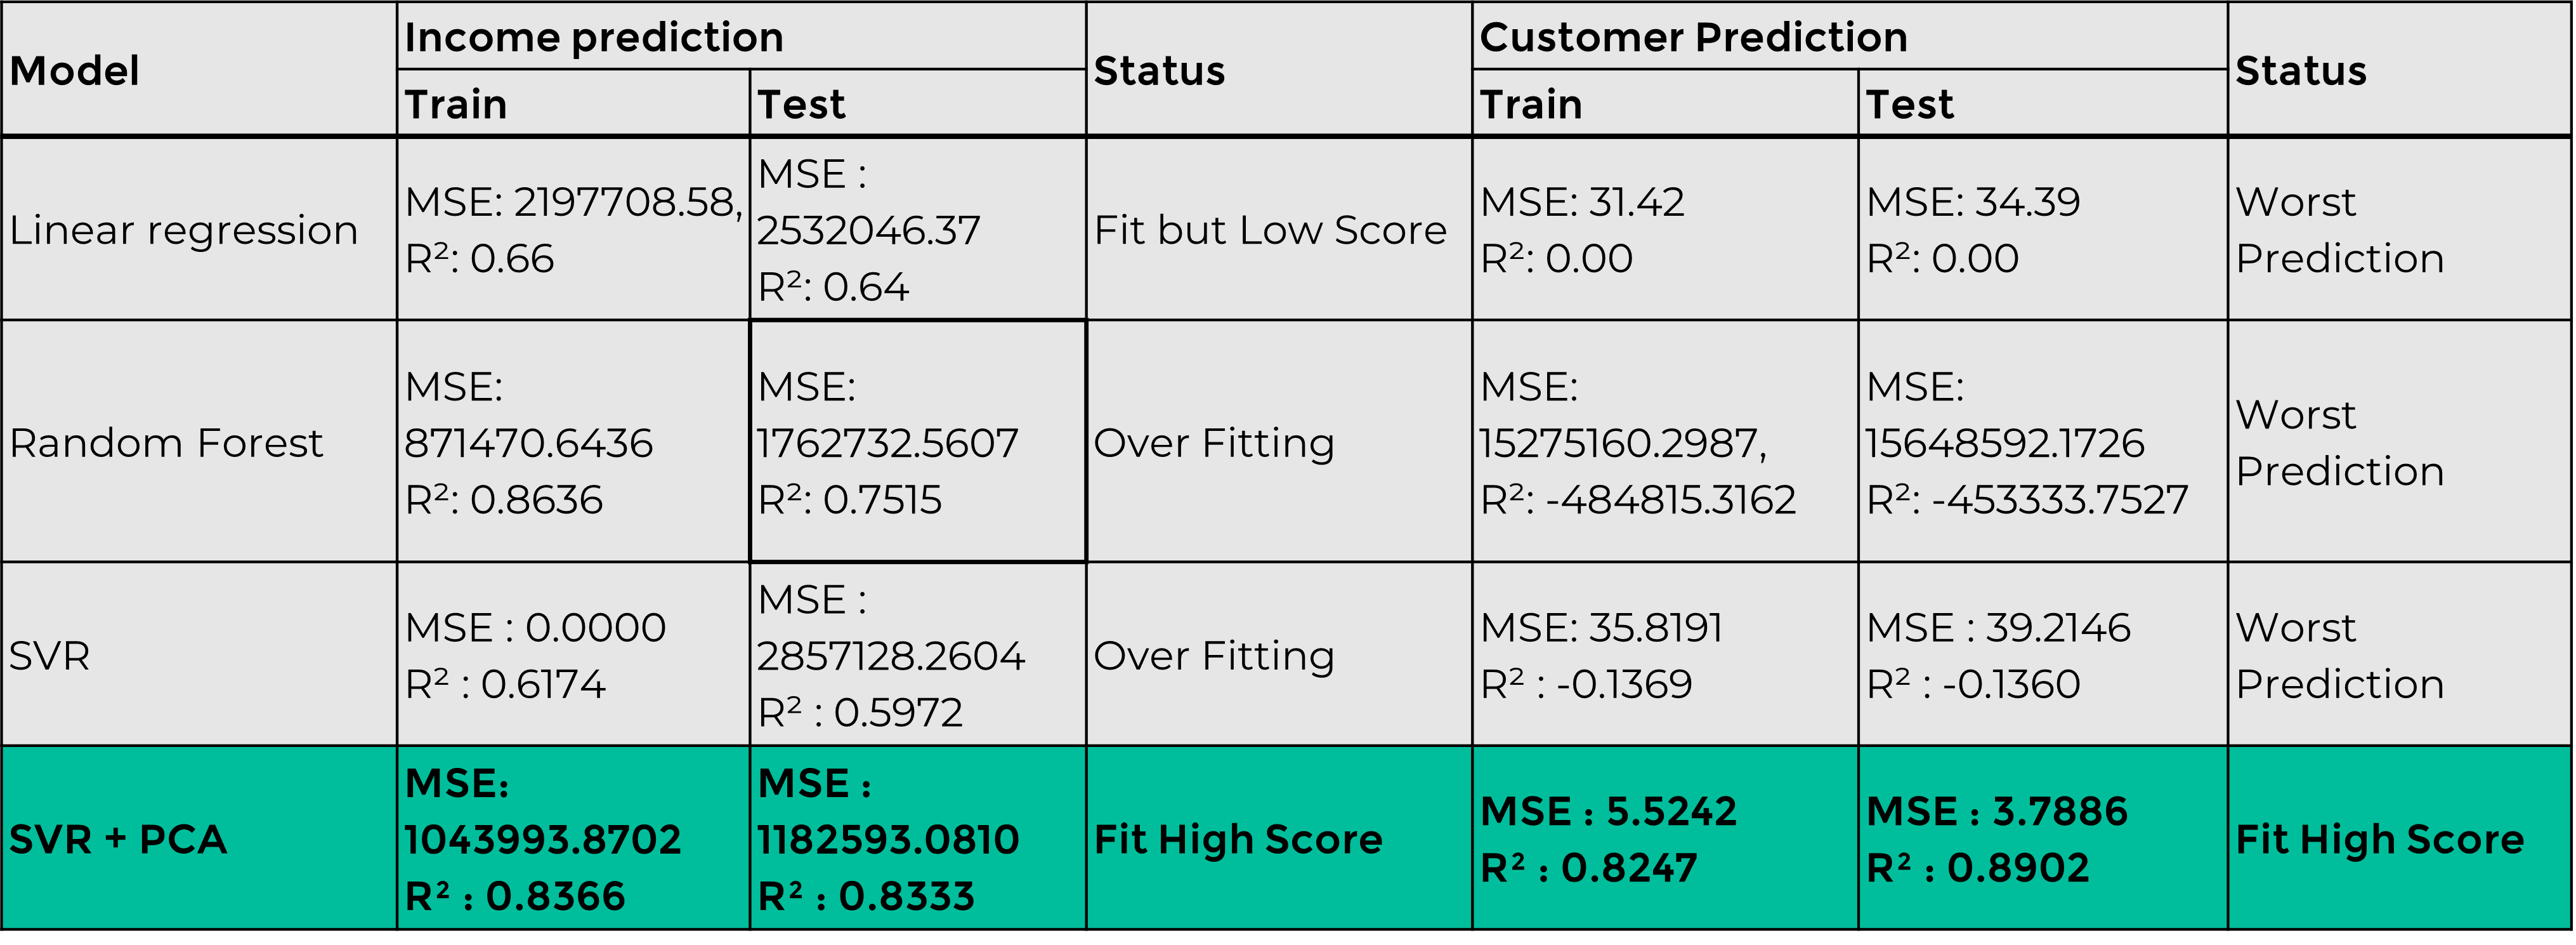 Model
Income prediction
Status
Customer Prediction
Status
Train
Test
Train
Test
Linear regression
MSE: 2197708.58,
R²: 0.66
MSE :
2532046.37
R²: 0.64
Fit but Low Score
MSE: 31.42
R²: 0.00
MSE: 34.39
R²: 0.00
Worst
Prediction
Random Forest
MSE:
871470.6436
R²: 0.8636
MSE:
1762732.5607
R²: 0.7515
Over Fitting
MSE:
15275160.2987,
R²: -484815.3162
MSE:
15648592.1726
R²: -453333.7527
Worst
Prediction
SVR
MSE : 0.0000
R² : 0.6174
MSE :
2857128.2604
R² : 0.5972
Over Fitting
MSE: 35.8191
R² : -0.1369
MSE : 39.2146
R² : -0.1360
Worst
Prediction
SVR + PCA
MSE:
1043993.8702
R² : 0.8366
MSE :
1182593.0810
R² : 0.8333
Fit High Score
MSE : 5.5242
R² : 0.8247
MSE : 3.7886
R² : 0.8902
Fit High Score